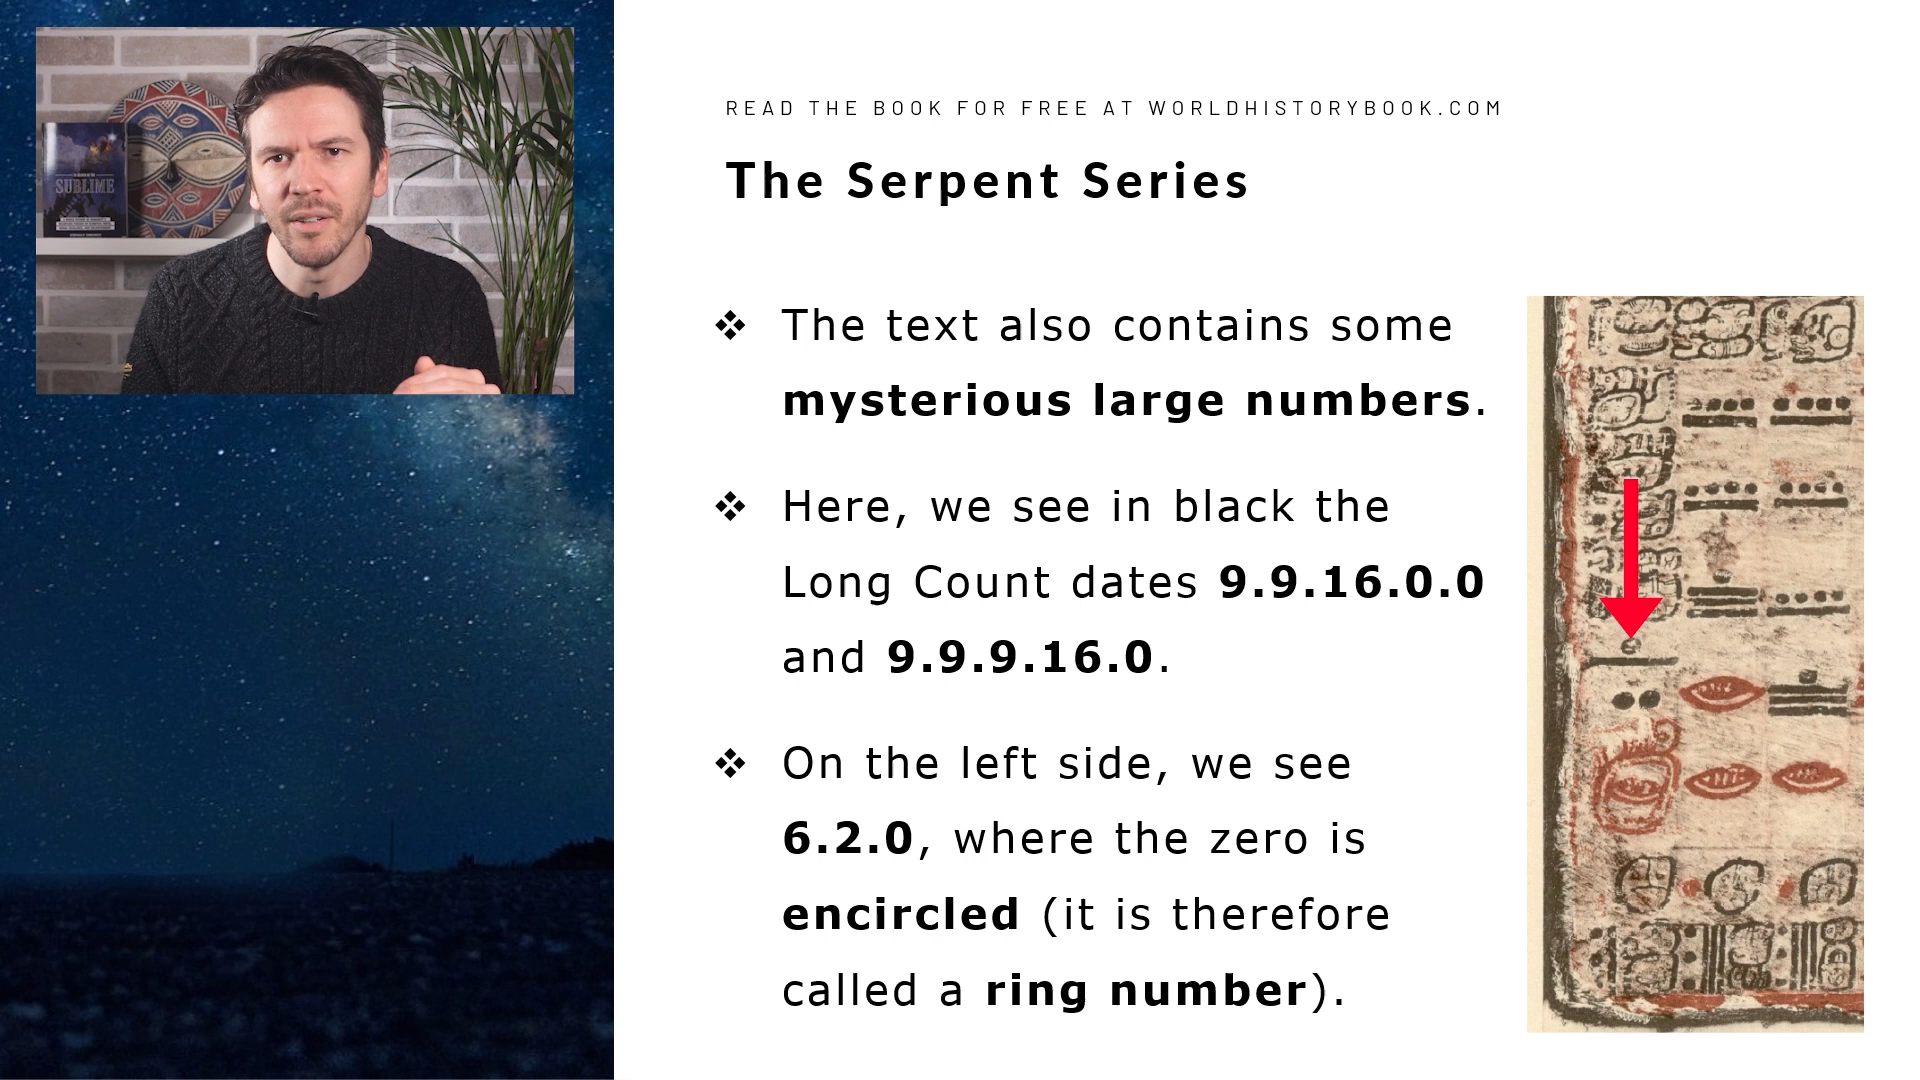 SUBLIME
READ THE BOOK FOR FREE AT WORLDHISTORYBOOK.COM
The Serpent Series
❖ The text also contains some
mysterious large numbers.
❖ Here, we see in black the
Long Count dates 9.9.16.0.0
and 9.9.9.16.0.
❖ On the left side, we see
6.2.0, where the zero is
encircled (it is therefore
called a ring number).